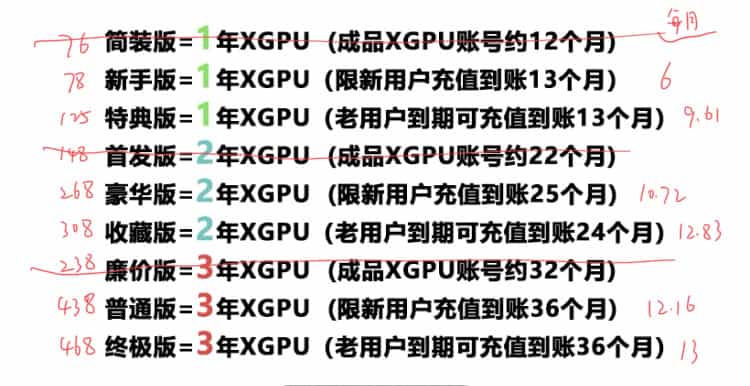 每月
76 简装版=1年XGPU（成品XGPU账号约12个月）
78 新手版=1年XGPU（限新用户充值到账13个月） 6
125 特典版=1年XGPU（老用户到期可充值到账13个月） 9.61
148 首发版=2年XGPU（成品XGPU账号约22个月）
268 豪华版=2年XGPU（限新用户充值到账25个月） 10.72
308 收藏版=2年XGPU（老用户到期可充值到账24个月） 12.83
238 廉价版=3年XGPU（成品XGPU账号约32个月）
438 普通版=3年XGPU（限新用户充值到账36个月） 12.16
468 终极版=3年XGPU（老用户到期可充值到账36个月） 13